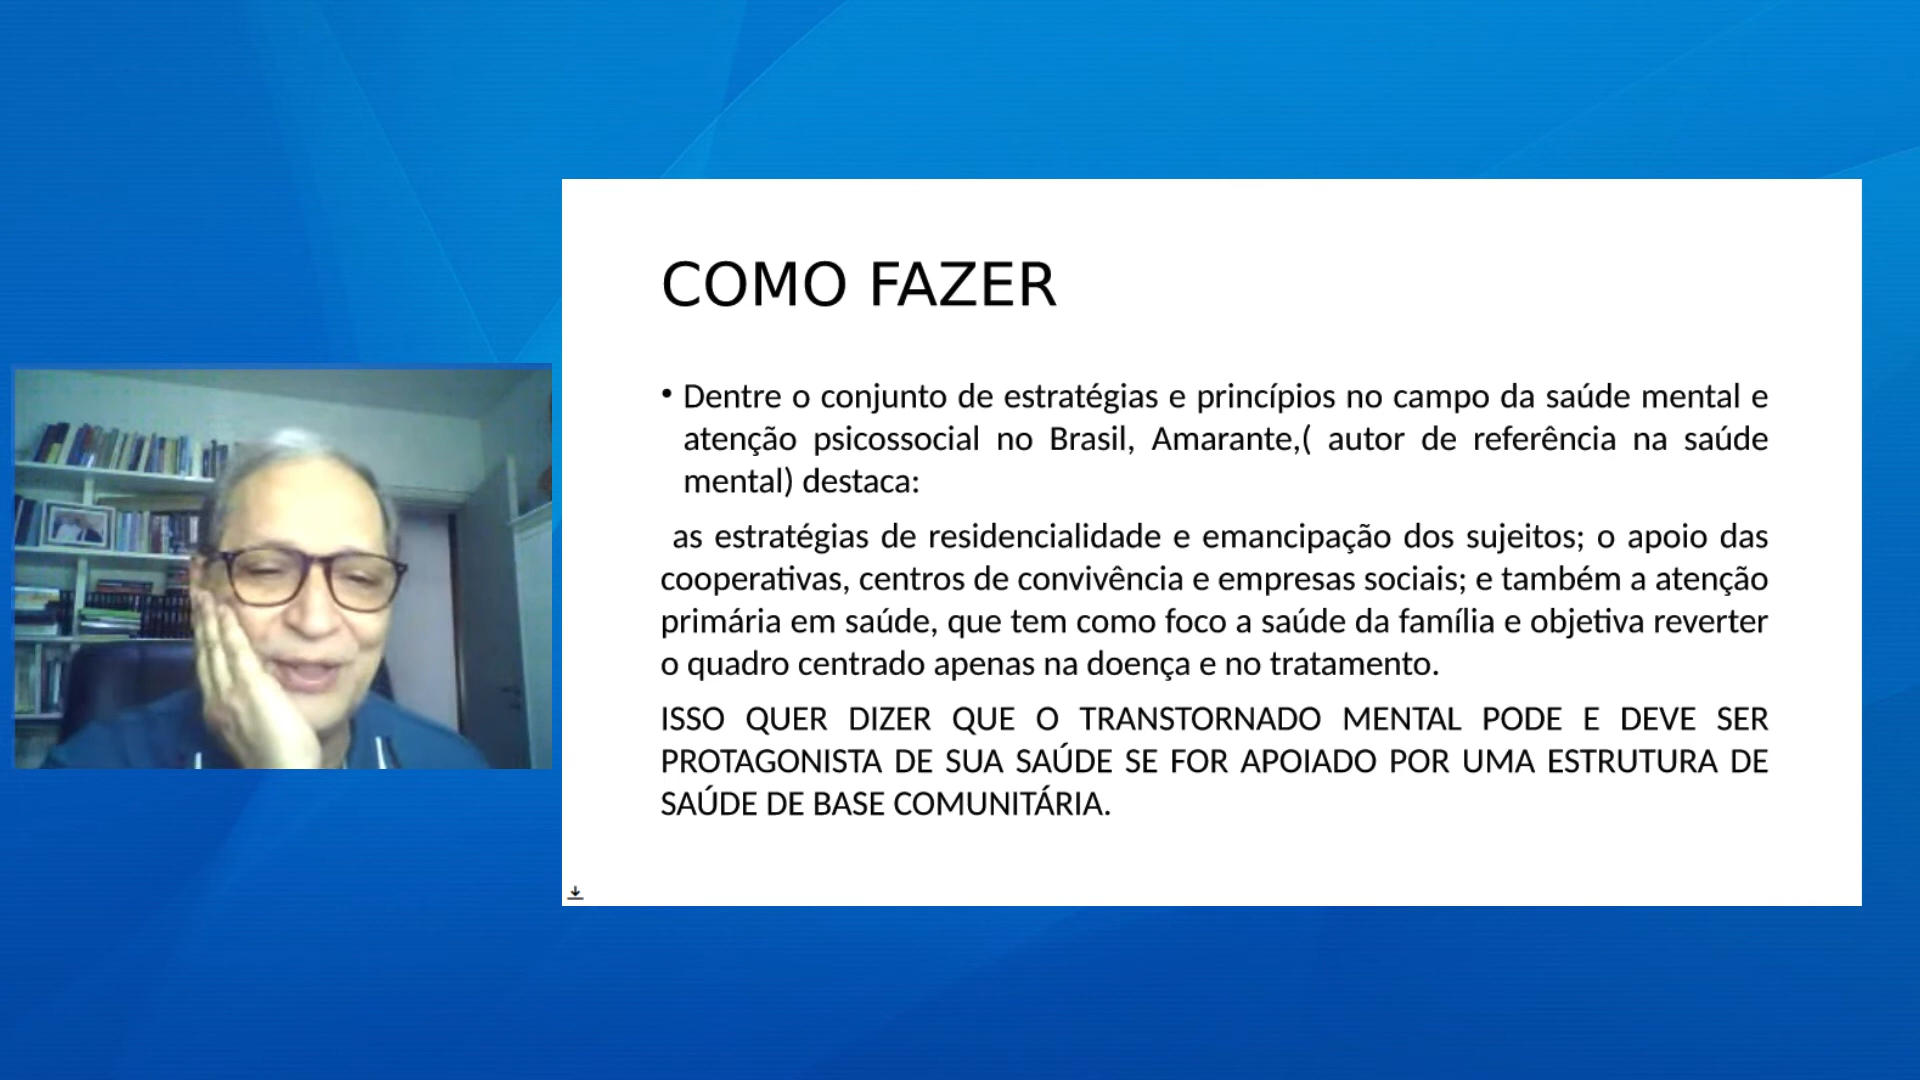 COMO FAZER
• Dentre o conjunto de estratégias e princípios no campo da saúde mental e
atenção psicossocial no Brasil, Amarante,( autor de referência na saúde
mental) destaca:
as estratégias de residencialidade e emancipação dos sujeitos; o apoio das
cooperativas, centros de convivência e empresas sociais; e também a atenção
primária em saúde, que tem como foco a saúde da família e objetiva reverter
o quadro centrado apenas na doença e no tratamento.
ISSO QUER DIZER QUE O TRANSTORNADO MENTAL PODE E DEVE SER
PROTAGONISTA DE SUA SAÚDE SE FOR APOIADO POR UMA ESTRUTURA DE
SAÚDE DE BASE COMUNITÁRIA.